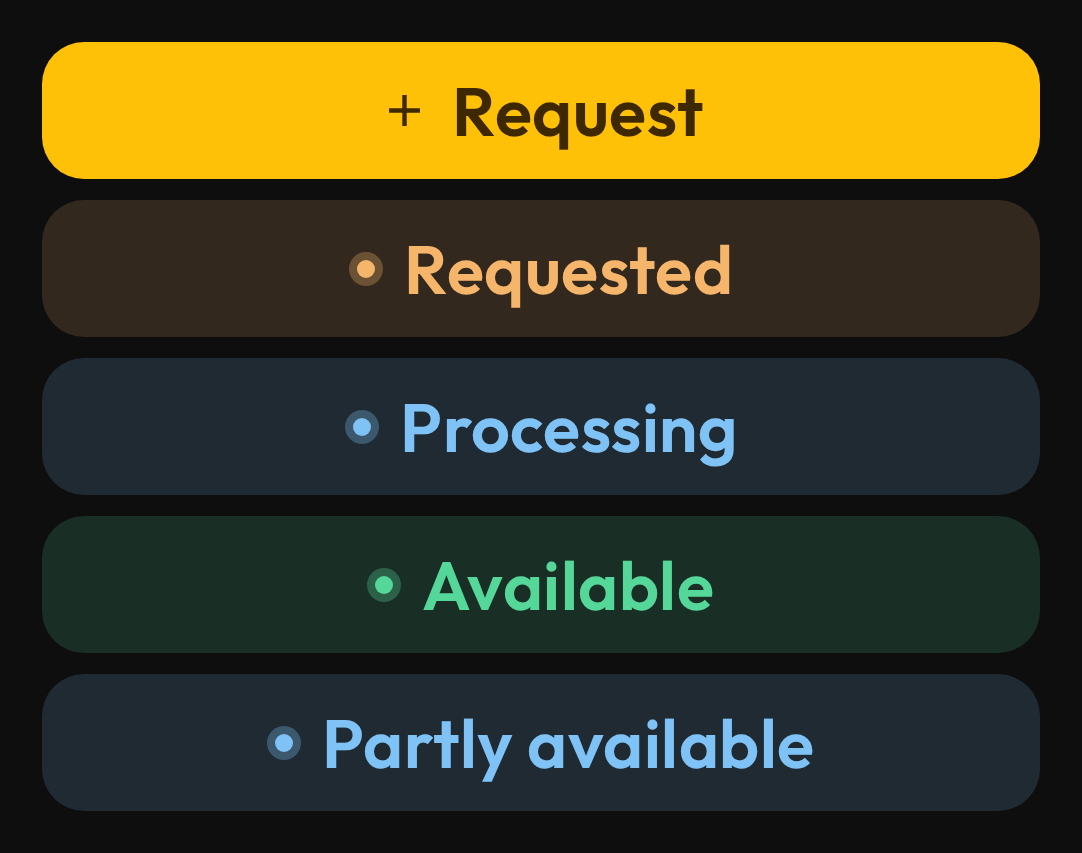 + Request
Requested
Processing
Available
Partly available